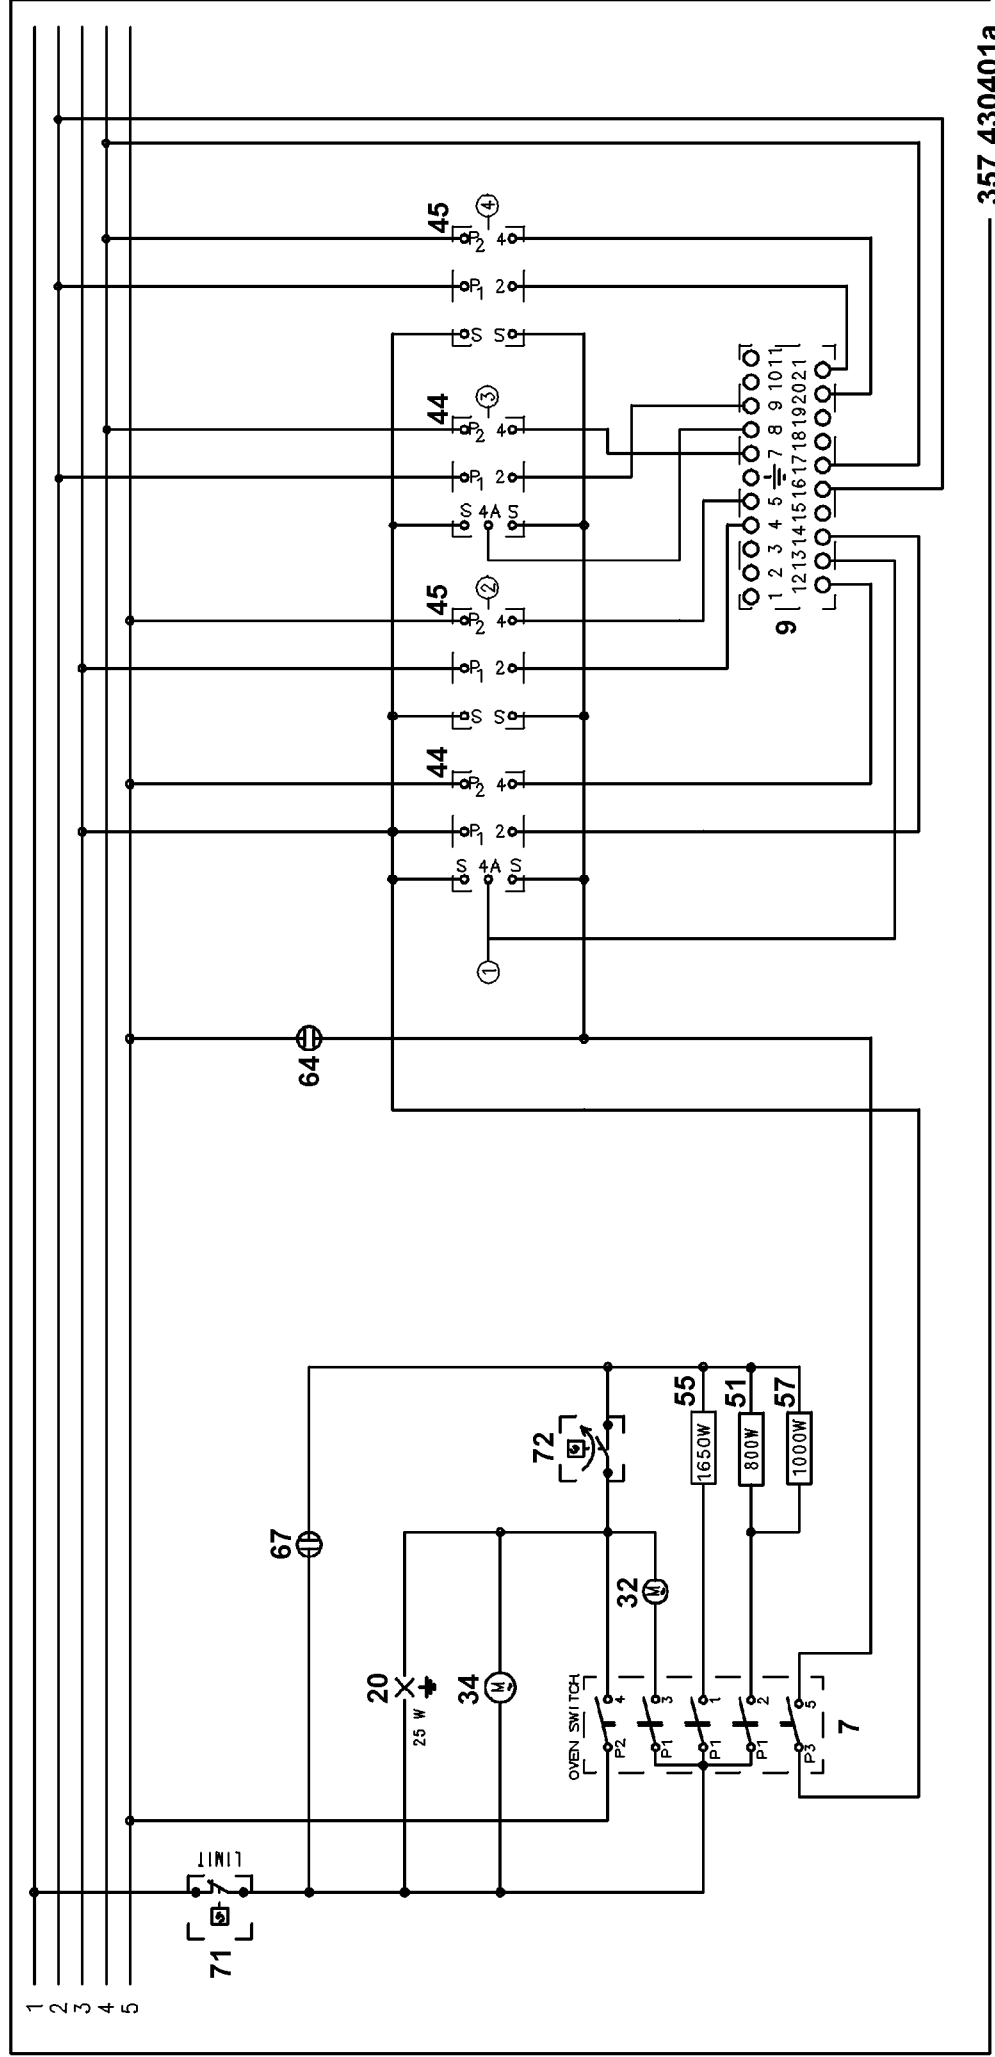 1
2
3
4
5
71
LIMIT
67
64
20
25 W
34
72
32
44
45
44
45
S 4A S
P1 2
P2 4
S S
P1 2
P2 4
S 4A S
P1 2
P2 4
S S
P1 2
P2 4
1
2
3
4
OVEN SWITCH
P2 4
P1 3
P1 1
P1 2
P3 5
7
55
1650W
51
800W
57
1000W
9
1 2 3 4 5 7 8 9 10 11
12 13 14 15 16 17 18 19 20 21
357 430401a